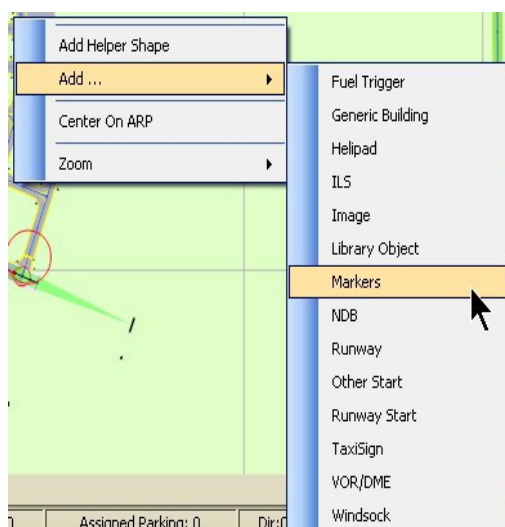 Add Helper Shape
Add ...
Center On ARP
Zoom
Fuel Trigger
Generic Building
Helipad
ILS
Image
Library Object
Markers
NDB
Runway
Other Start
Runway Start
TaxiSign
VOR/DME
Windsock
Assigned Parking: 0